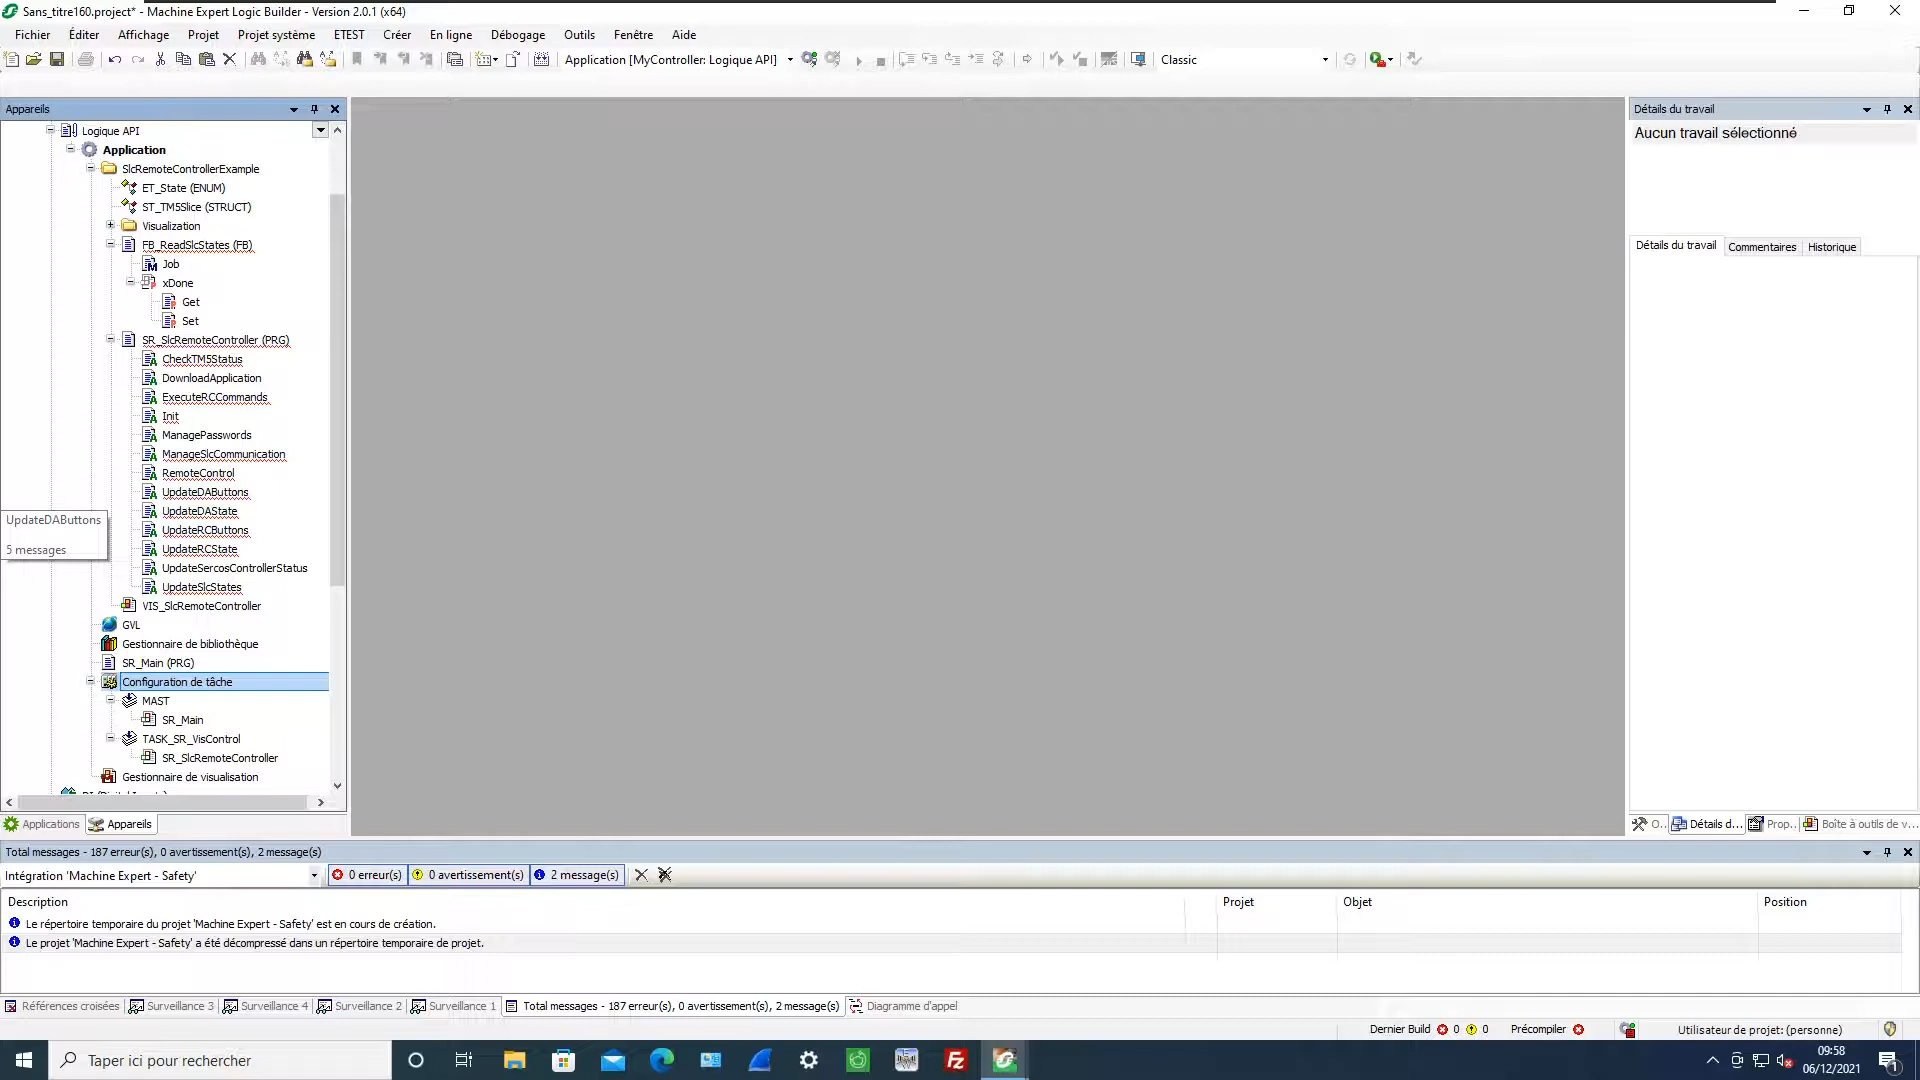 Sans_titre160.project* - Machine Expert Logic Builder - Version 2.0.1 (x64)
Fichier Éditer Affichage Projet Projet système ETEST Créer En ligne Débogage Outils Fenêtre Aide
Application [MyController: Logique API] Classic
Appareils
Logique API
Application
SlcRemoteControllerExample
ET_State (ENUM)
ST_TM5Slice (STRUCT)
Visualization
FB_ReadSlcStates (FB)
Job
xDone
Get
Set
SR_SlcRemoteController (PRG)
CheckTM5Status
DownloadApplication
ExecuteRCCommands
Init
ManagePasswords
ManageSlcCommunication
RemoteControl
UpdateDAButtons
UpdateDAState
UpdateRCButtons
UpdateRCState
UpdateSercosControllerStatus
UpdateSlcStates
VIS_SlcRemoteController
GVL
Gestionnaire de bibliothèque
SR_Main (PRG)
Configuration de tâche
MAST
SR_Main
TASK_SR_VisControl
SR_SlcRemoteController
Gestionnaire de visualisation
UpdateDAButtons
5 messages
Applications Appareils
Détails du travail
Aucun travail sélectionné
Détails du travail Commentaires Historique
O... Détails d... Prop... Boîte à outils de v...
Total messages - 187 erreur(s), 0 avertissement(s), 2 message(s)
Intégration 'Machine Expert - Safety' 0 erreur(s) 0 avertissement(s) 2 message(s)
Description Projet Objet Position
Le répertoire temporaire du projet 'Machine Expert - Safety' est en cours de création.
Le projet 'Machine Expert - Safety' a été décompressé dans un répertoire temporaire de projet.
Références croisées Surveillance 3 Surveillance 4 Surveillance 2 Surveillance 1 Total messages - 187 erreur(s), 0 avertissement(s), 2 message(s) Diagramme d'appel
Dernier Build 0 0 Précompiler Utilisateur de projet: (personne)
Taper ici pour rechercher
09:58
06/12/2021
1